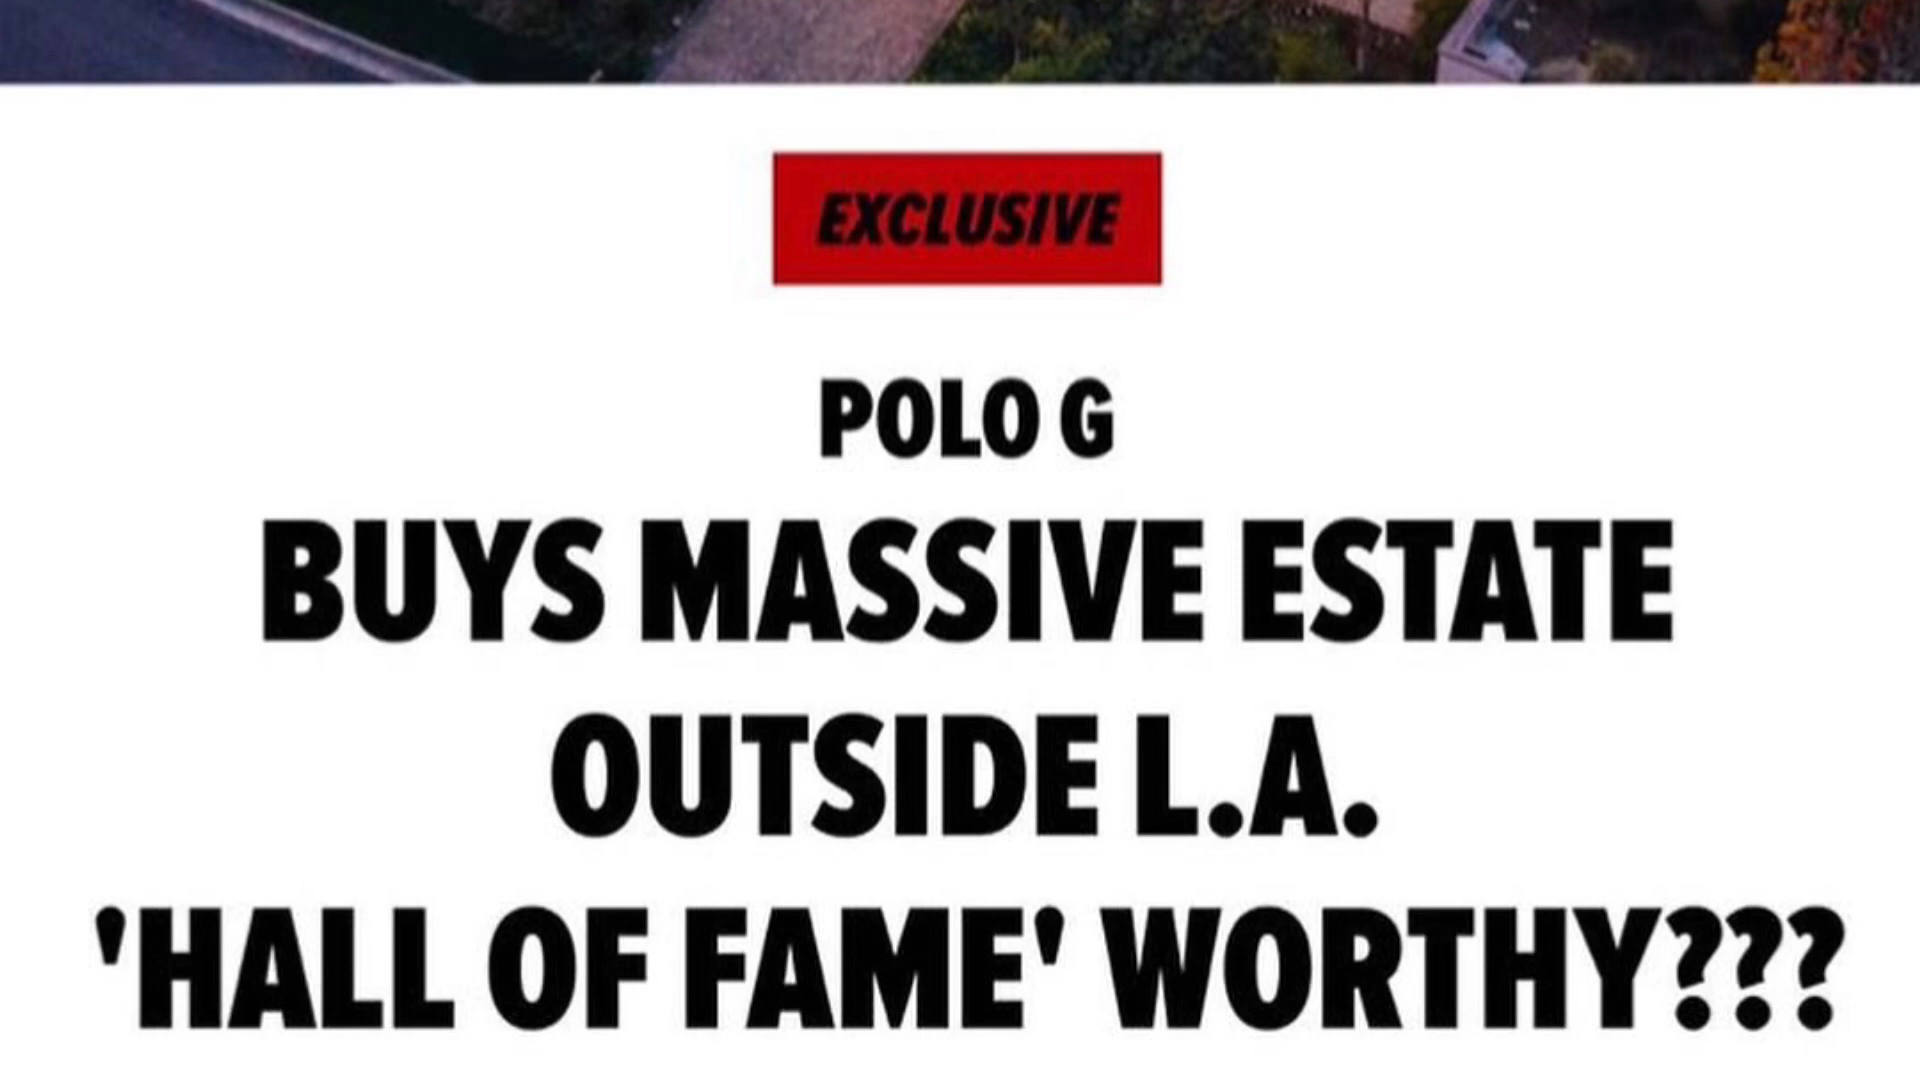 EXCLUSIVE
POLO G
BUYS MASSIVE ESTATE
OUTSIDE L.A.
'HALL OF FAME' WORTHY???